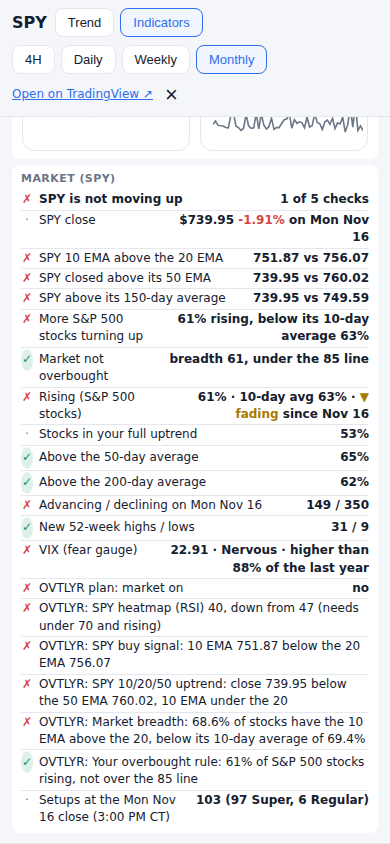 SPY Trend Indicators
4H Daily Weekly Monthly
Open on TradingView ↗ ✕
MARKET (SPY)
✗ SPY is not moving up 1 of 5 checks
· SPY close $739.95 -1.91% on Mon Nov
16
✗ SPY 10 EMA above the 20 EMA 751.87 vs 756.07
✗ SPY closed above its 50 EMA 739.95 vs 760.02
✗ SPY above its 150-day average 739.95 vs 749.59
✗ More S&P 500 61% rising, below its 10-day
stocks turning up average 63%
✓ Market not breadth 61, under the 85 line
overbought
✗ Rising (S&P 500 61% · 10-day avg 63% · ▼
stocks) fading since Nov 16
· Stocks in your full uptrend 53%
✓ Above the 50-day average 65%
✓ Above the 200-day average 62%
✗ Advancing / declining on Mon Nov 16 149 / 350
✓ New 52-week highs / lows 31 / 9
✗ VIX (fear gauge) 22.91 · Nervous · higher than
88% of the last year
✗ OVTLYR plan: market on no
✗ OVTLYR: SPY heatmap (RSI) 40, down from 47 (needs
under 70 and rising)
✗ OVTLYR: SPY buy signal: 10 EMA 751.87 below the 20
EMA 756.07
✗ OVTLYR: SPY 10/20/50 uptrend: close 739.95 below
the 50 EMA 760.02, 10 EMA under the 20
✗ OVTLYR: Market breadth: 68.6% of stocks have the 10
EMA above the 20, below its 10-day average of 69.4%
✓ OVTLYR: Your overbought rule: 61% of S&P 500 stocks
rising, not over the 85 line
· Setups at the Mon Nov 103 (97 Super, 6 Regular)
16 close (3:00 PM CT)